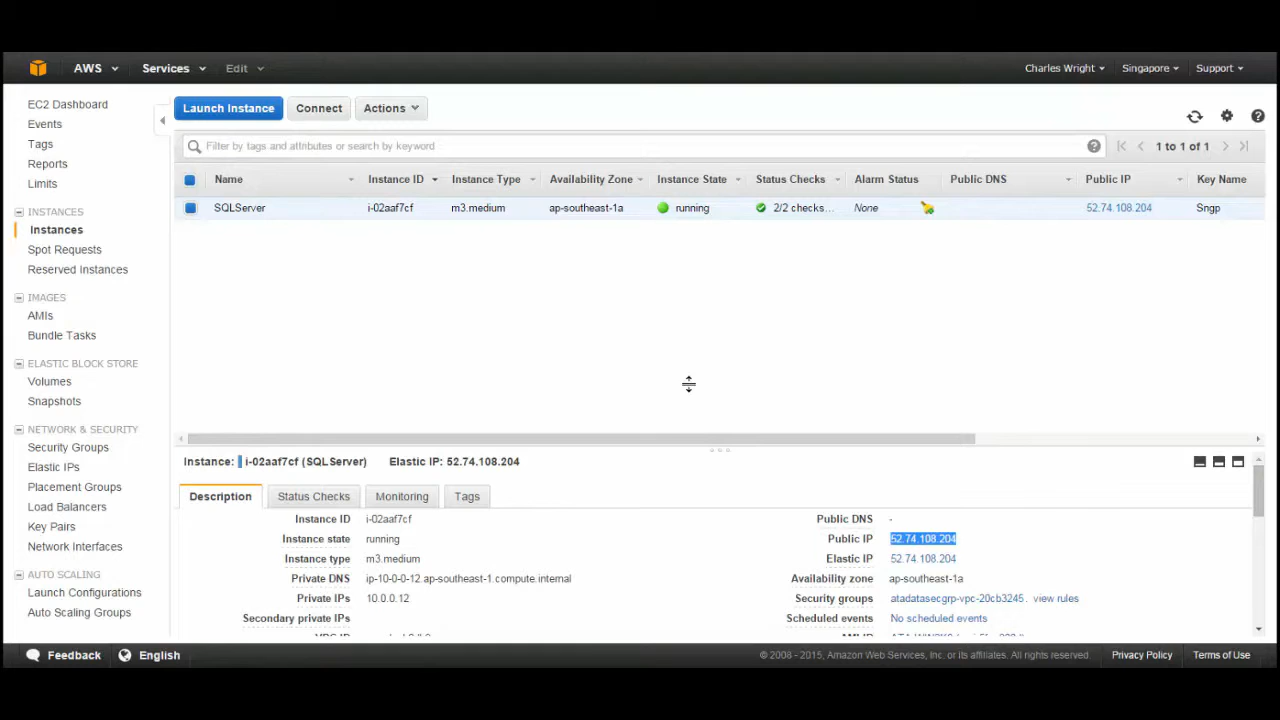 AWS Services Edit Charles Wright Singapore Support
EC2 Dashboard
Events
Tags
Reports
Limits
INSTANCES
Instances
Spot Requests
Reserved Instances
IMAGES
AMIs
Bundle Tasks
ELASTIC BLOCK STORE
Volumes
Snapshots
NETWORK & SECURITY
Security Groups
Elastic IPs
Placement Groups
Load Balancers
Key Pairs
Network Interfaces
AUTO SCALING
Launch Configurations
Auto Scaling Groups
Launch Instance Connect Actions
Filter by tags and attributes or search by keyword 1 to 1 of 1
Name Instance ID Instance Type Availability Zone Instance State Status Checks Alarm Status Public DNS Public IP Key Name
SQLServer i-02aaf7cf m3.medium ap-southeast-1a running 2/2 checks... None 52.74.108.204 Sngp
Instance: i-02aaf7cf (SQLServer) Elastic IP: 52.74.108.204
Description Status Checks Monitoring Tags
Instance ID i-02aaf7cf Public DNS -
Instance state running Public IP 52.74.108.204
Instance type m3.medium Elastic IP 52.74.108.204
Private DNS ip-10-0-0-12.ap-southeast-1.compute.internal Availability zone ap-southeast-1a
Private IPs 10.0.0.12 Security groups atadatasecgrp-vpc-20cb3245. view rules
Secondary private IPs Scheduled events No scheduled events
VPC ID AMI ID
Feedback English © 2008 - 2015, Amazon Web Services, Inc. or its affiliates. All rights reserved. Privacy Policy Terms of Use